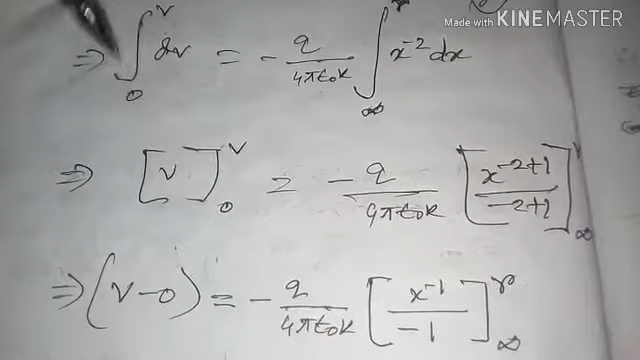 Made with KINEMASTER
⇒ ∫₀^V dv = - q/4πε₀k ∫_∞^r x⁻² dx
⇒ [v]₀^V = - q/4πε₀k [x⁻²⁺¹/-2+1]_∞^r
⇒ (V-0) = - q/4πε₀k [x⁻¹/-1]_∞^r